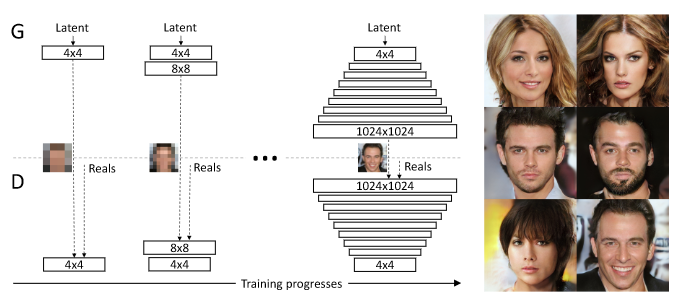 G
Latent
Latent
Latent
4x4
4x4
4x4
8x8
1024x1024
Reals
Reals
Reals
D
1024x1024
8x8
4x4
4x4
4x4
Training progresses